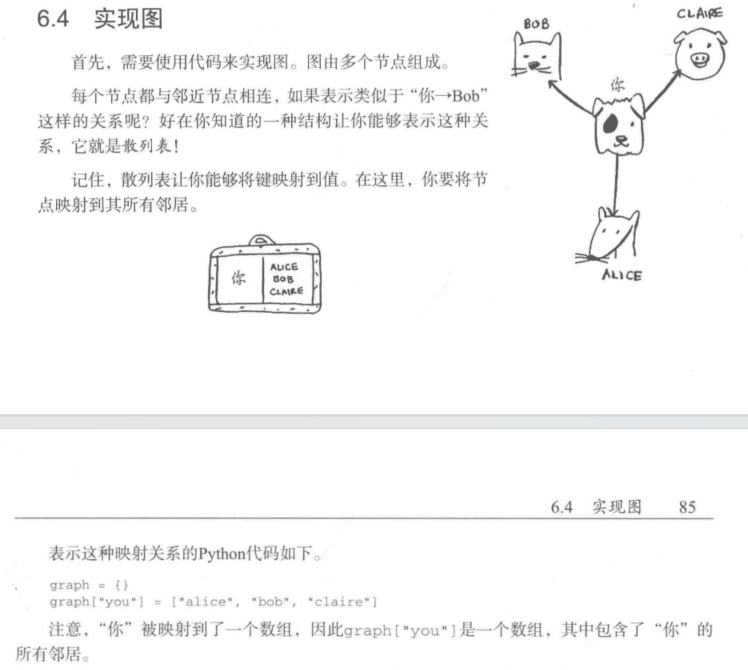 6.4 实现图
首先，需要使用代码来实现图。图由多个节点组成。
每个节点都与邻近节点相连，如果表示类似于“你→Bob”
这样的关系呢？好在你知道的一种结构让你能够表示这种关
系，它就是散列表！
记住，散列表让你能够将键映射到值。在这里，你要将节
点映射到其所有邻居。
BOB
CLAIRE
你
ALICE
你
ALICE
BOB
CLAIRE
6.4 实现图 85
表示这种映射关系的Python代码如下。
graph = {}
graph["you"] = ["alice", "bob", "claire"]
注意，“你”被映射到了一个数组，因此graph["you"]是一个数组，其中包含了“你”的
所有邻居。